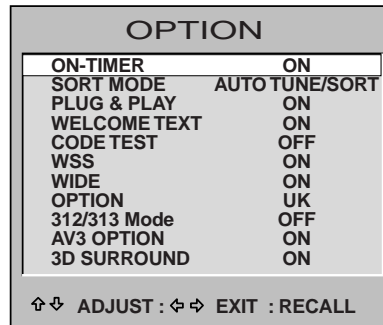 OPTION
ON-TIMER ON
SORT MODE AUTO TUNE/SORT
PLUG & PLAY ON
WELCOME TEXT ON
CODE TEST OFF
WSS ON
WIDE ON
OPTION UK
312/313 Mode OFF
AV3 OPTION ON
3D SURROUND ON
ADJUST : EXIT : RECALL